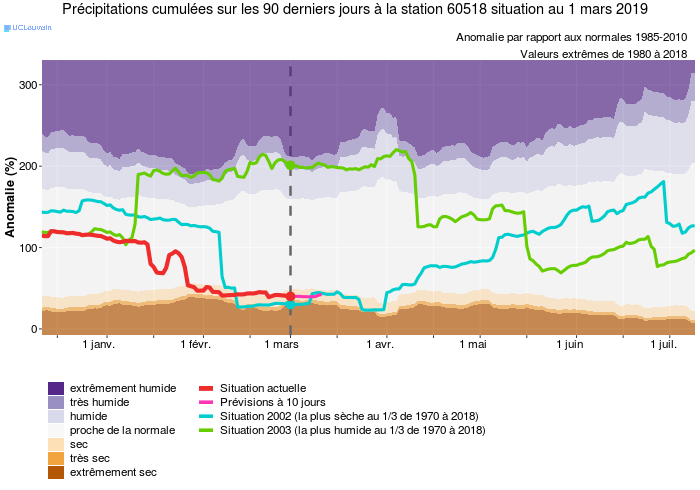 Précipitations cumulées sur les 90 derniers jours à la station 60518 situation au 1 mars 2019
UCLouvain
Anomalie par rapport aux normales 1985-2010
Valeurs extrêmes de 1980 à 2018
Anomalie (%)
300
200
100
0
1 janv. 1 févr. 1 mars 1 avr. 1 mai 1 juin 1 juil.
extrêmement humide
très humide
humide
proche de la normale
sec
très sec
extrêmement sec
Situation actuelle
Prévisions à 10 jours
Situation 2002 (la plus sèche au 1/3 de 1970 à 2018)
Situation 2003 (la plus humide au 1/3 de 1970 à 2018)